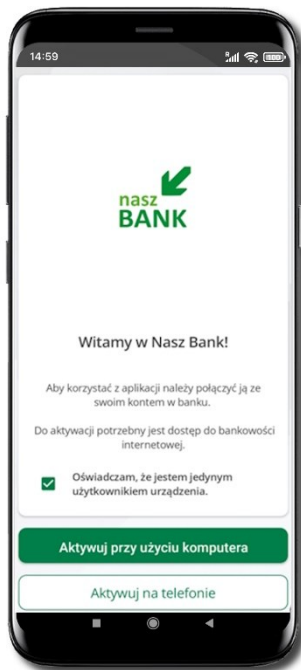 14:59
nasz
BANK
Witamy w Nasz Bank!
Aby korzystać z aplikacji należy połączyć ją ze
swoim kontem w banku.
Do aktywacji potrzebny jest dostęp do bankowości
internetowej.
Oświadczam, że jestem jedynym
użytkownikiem urządzenia.
Aktywuj przy użyciu komputera
Aktywuj na telefonie